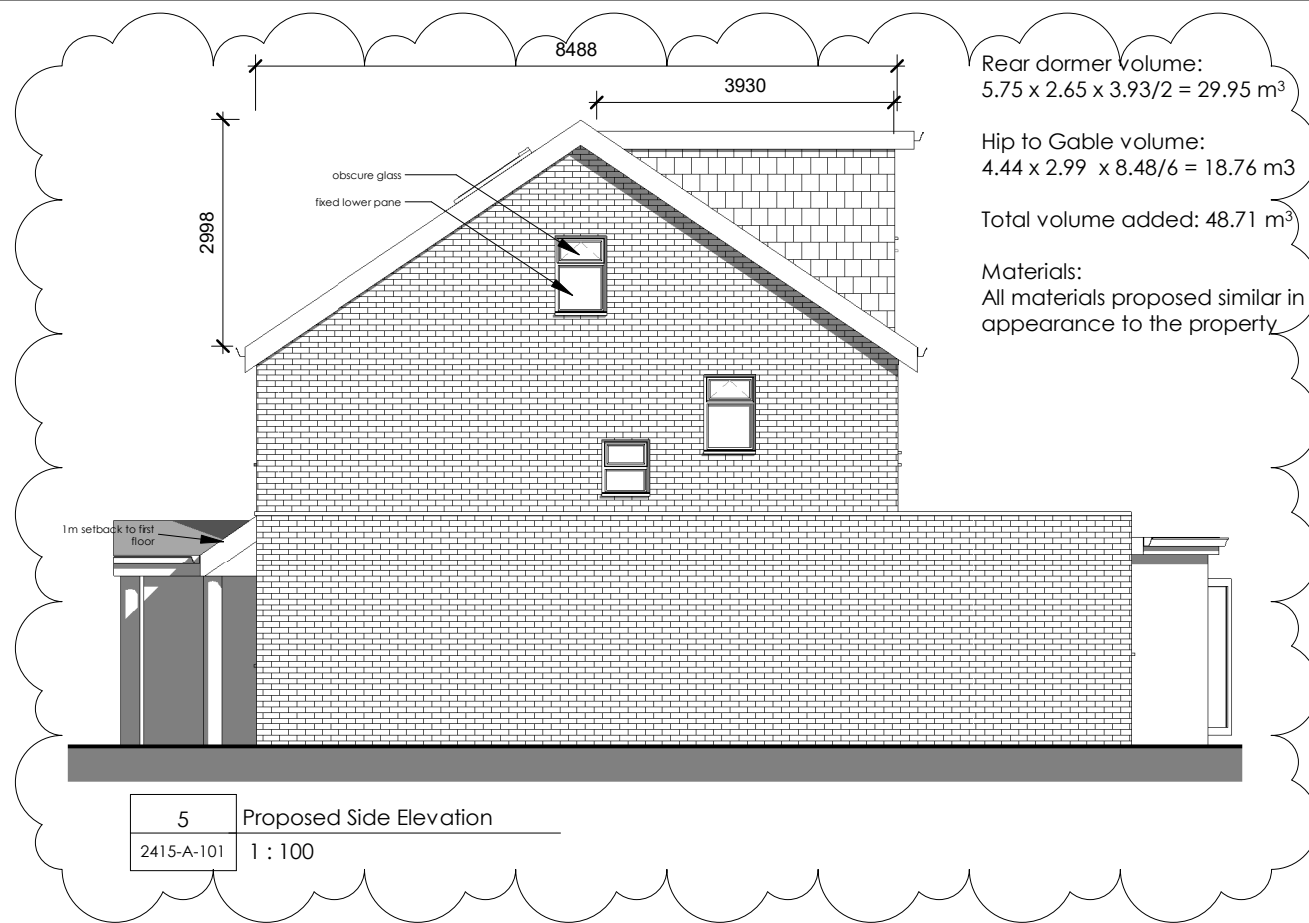 8488
3930
2998
Rear dormer volume:
5.75 x 2.65 x 3.93/2 = 29.95 m³
Hip to Gable volume:
4.44 x 2.99 x 8.48/6 = 18.76 m3
Total volume added: 48.71 m³
Materials:
All materials proposed similar in
appearance to the property
obscure glass
fixed lower pane
1m setback to first
floor
5
Proposed Side Elevation
2415-A-101
1 : 100